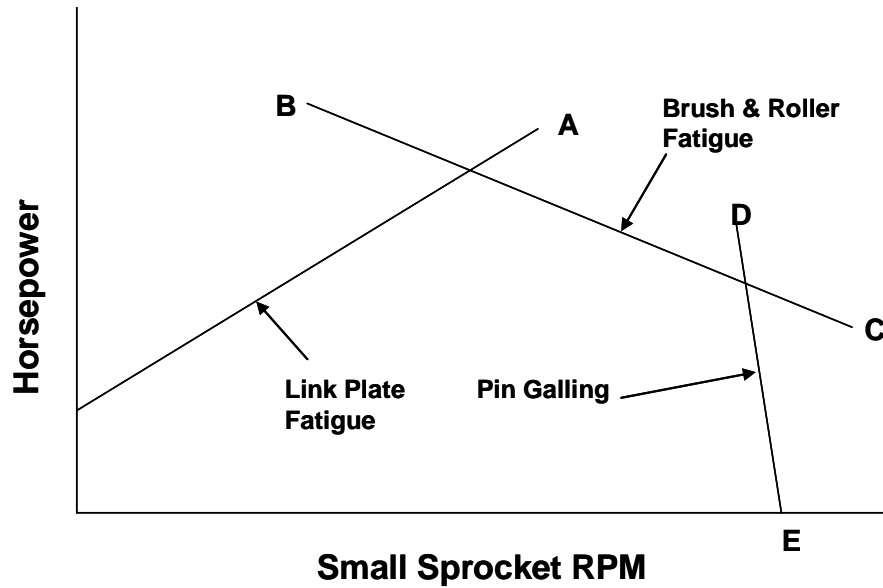 B
A
Brush & Roller
Fatigue
D
C
Link Plate
Fatigue
Pin Galling
E
Horsepower
Small Sprocket RPM